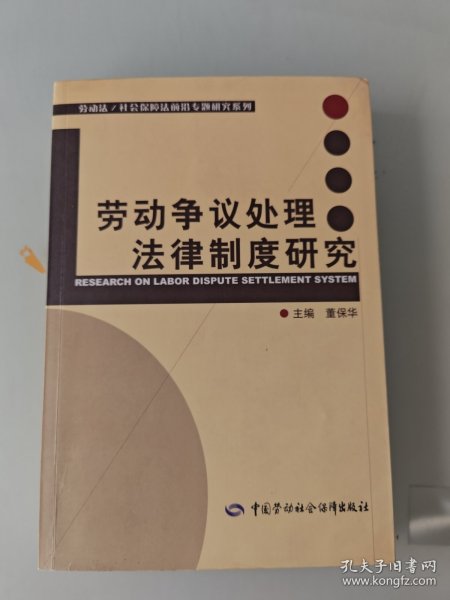 劳动法/社会保障法前沿专题研究系列
劳动争议处理
法律制度研究
RESEARCH ON LABOR DISPUTE SETTLEMENT SYSTEM
主编 董保华
中国劳动社会保障出版社
孔夫子旧书网
www.kongfz.com